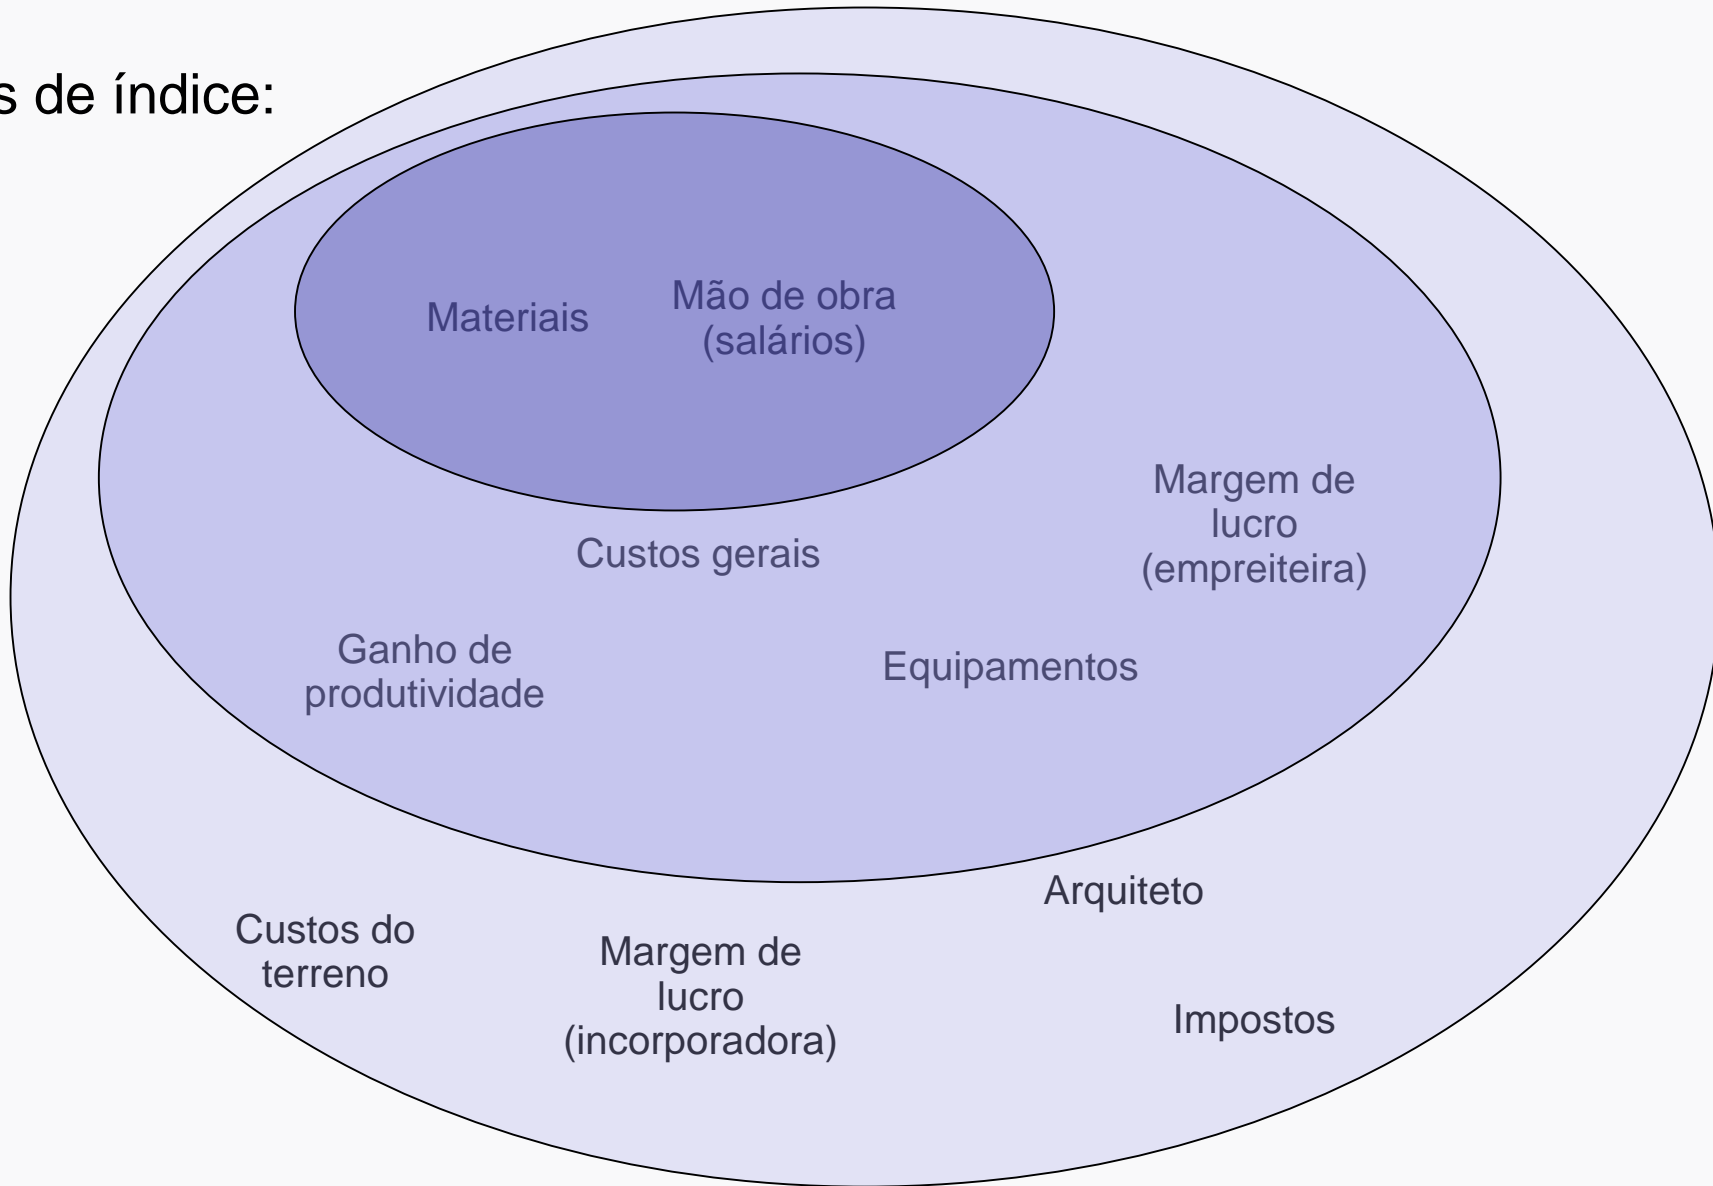 s de índice:
Materiais
Mão de obra
(salários)
Margem de
lucro
(empreiteira)
Custos gerais
Ganho de
produtividade
Equipamentos
Arquiteto
Custos do
terreno
Margem de
lucro
(incorporadora)
Impostos